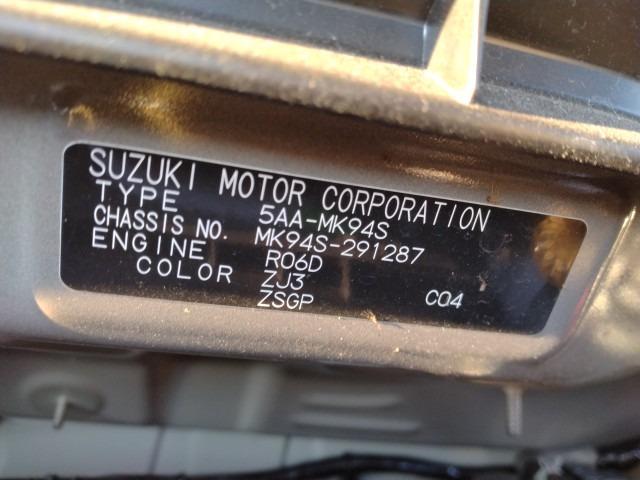 SUZUKI MOTOR CORPORATION
TYPE 5AA-MK94S
CHASSIS NO. MK94S-291287
ENGINE R06D
COLOR ZJ3
ZSGP C04